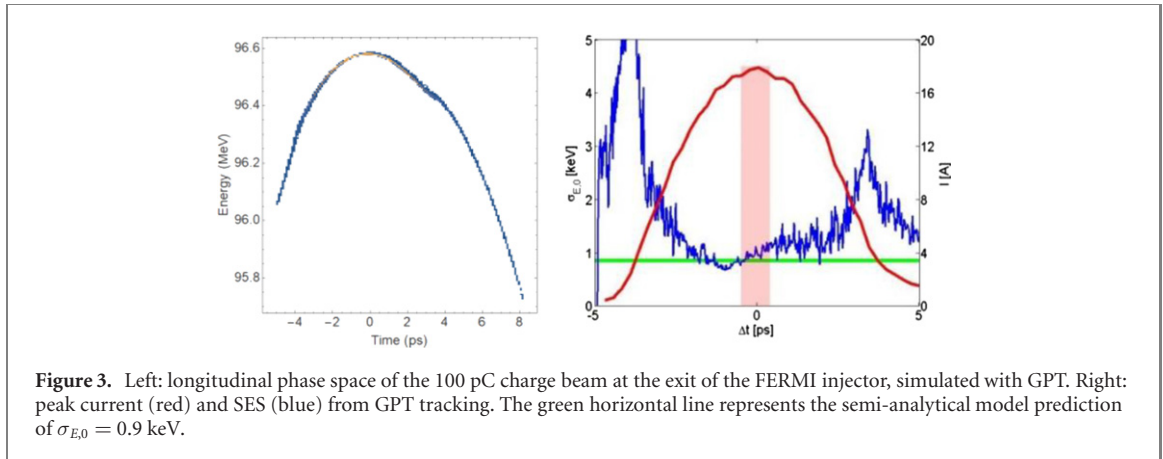 96.6
96.4
96.2
96.0
95.8
Energy (MeV)
−4 −2 0 2 4 6 8
Time (ps)
5
4
3
2
1
0
σE,0 [keV]
20
16
12
8
4
0
I [A]
-5 0 5
Δt [ps]
Figure 3. Left: longitudinal phase space of the 100 pC charge beam at the exit of the FERMI injector, simulated with GPT. Right:
peak current (red) and SES (blue) from GPT tracking. The green horizontal line represents the semi-analytical model prediction
of σE,0 = 0.9 keV.